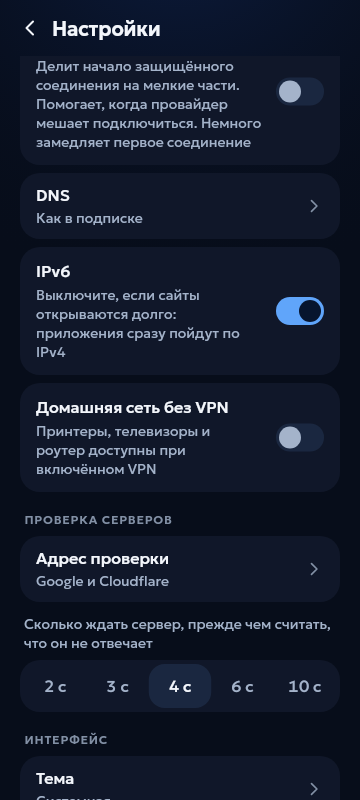 Настройки
Делит начало защищённого
соединения на мелкие части.
Помогает, когда провайдер
мешает подключиться. Немного
замедляет первое соединение
DNS
Как в подписке
IPv6
Выключите, если сайты
открываются долго:
приложения сразу пойдут по
IPv4
Домашняя сеть без VPN
Принтеры, телевизоры и
роутер доступны при
включённом VPN
ПРОВЕРКА СЕРВЕРОВ
Адрес проверки
Google и Cloudflare
Сколько ждать сервер, прежде чем считать,
что он не отвечает
2 с 3 с 4 с 6 с 10 с
ИНТЕРФЕЙС
Тема